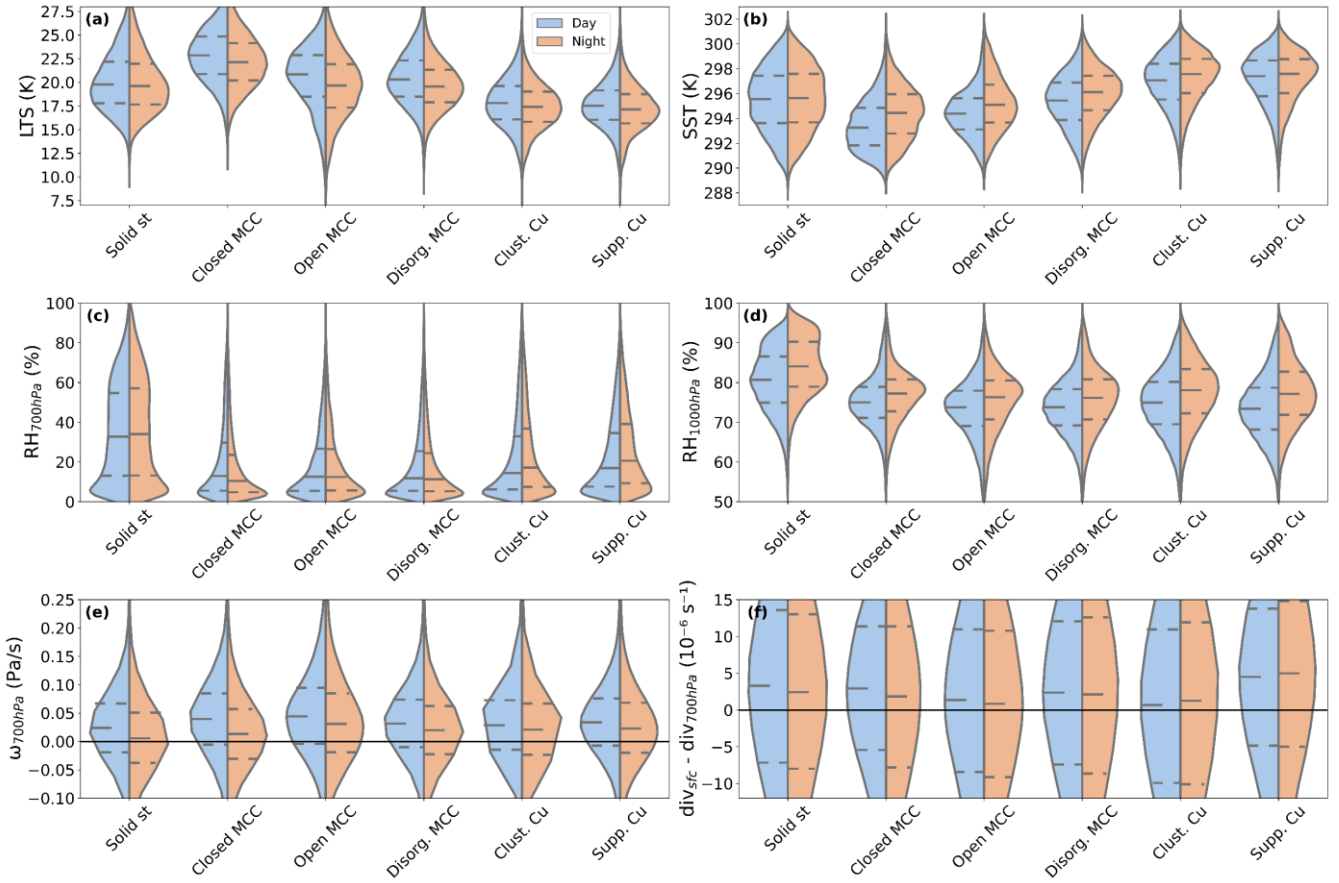 (a)
Day
Night
27.5
25.0
22.5
20.0
17.5
15.0
12.5
10.0
7.5
LTS (K)
Solid st
Closed MCC
Open MCC
Disorg. MCC
Clust. Cu
Supp. Cu
(b)
302
300
298
296
294
292
290
288
SST (K)
Solid st
Closed MCC
Open MCC
Disorg. MCC
Clust. Cu
Supp. Cu
(c)
100
80
60
40
20
0
RH700hPa (%)
Solid st
Closed MCC
Open MCC
Disorg. MCC
Clust. Cu
Supp. Cu
(d)
100
90
80
70
60
50
RH1000hPa (%)
Solid st
Closed MCC
Open MCC
Disorg. MCC
Clust. Cu
Supp. Cu
(e)
0.25
0.20
0.15
0.10
0.05
0.00
−0.05
−0.10
ω700hPa (Pa/s)
Solid st
Closed MCC
Open MCC
Disorg. MCC
Clust. Cu
Supp. Cu
(f)
15
10
5
0
−5
−10
divsfc - div700hPa (10⁻⁶ s⁻¹)
Solid st
Closed MCC
Open MCC
Disorg. MCC
Clust. Cu
Supp. Cu